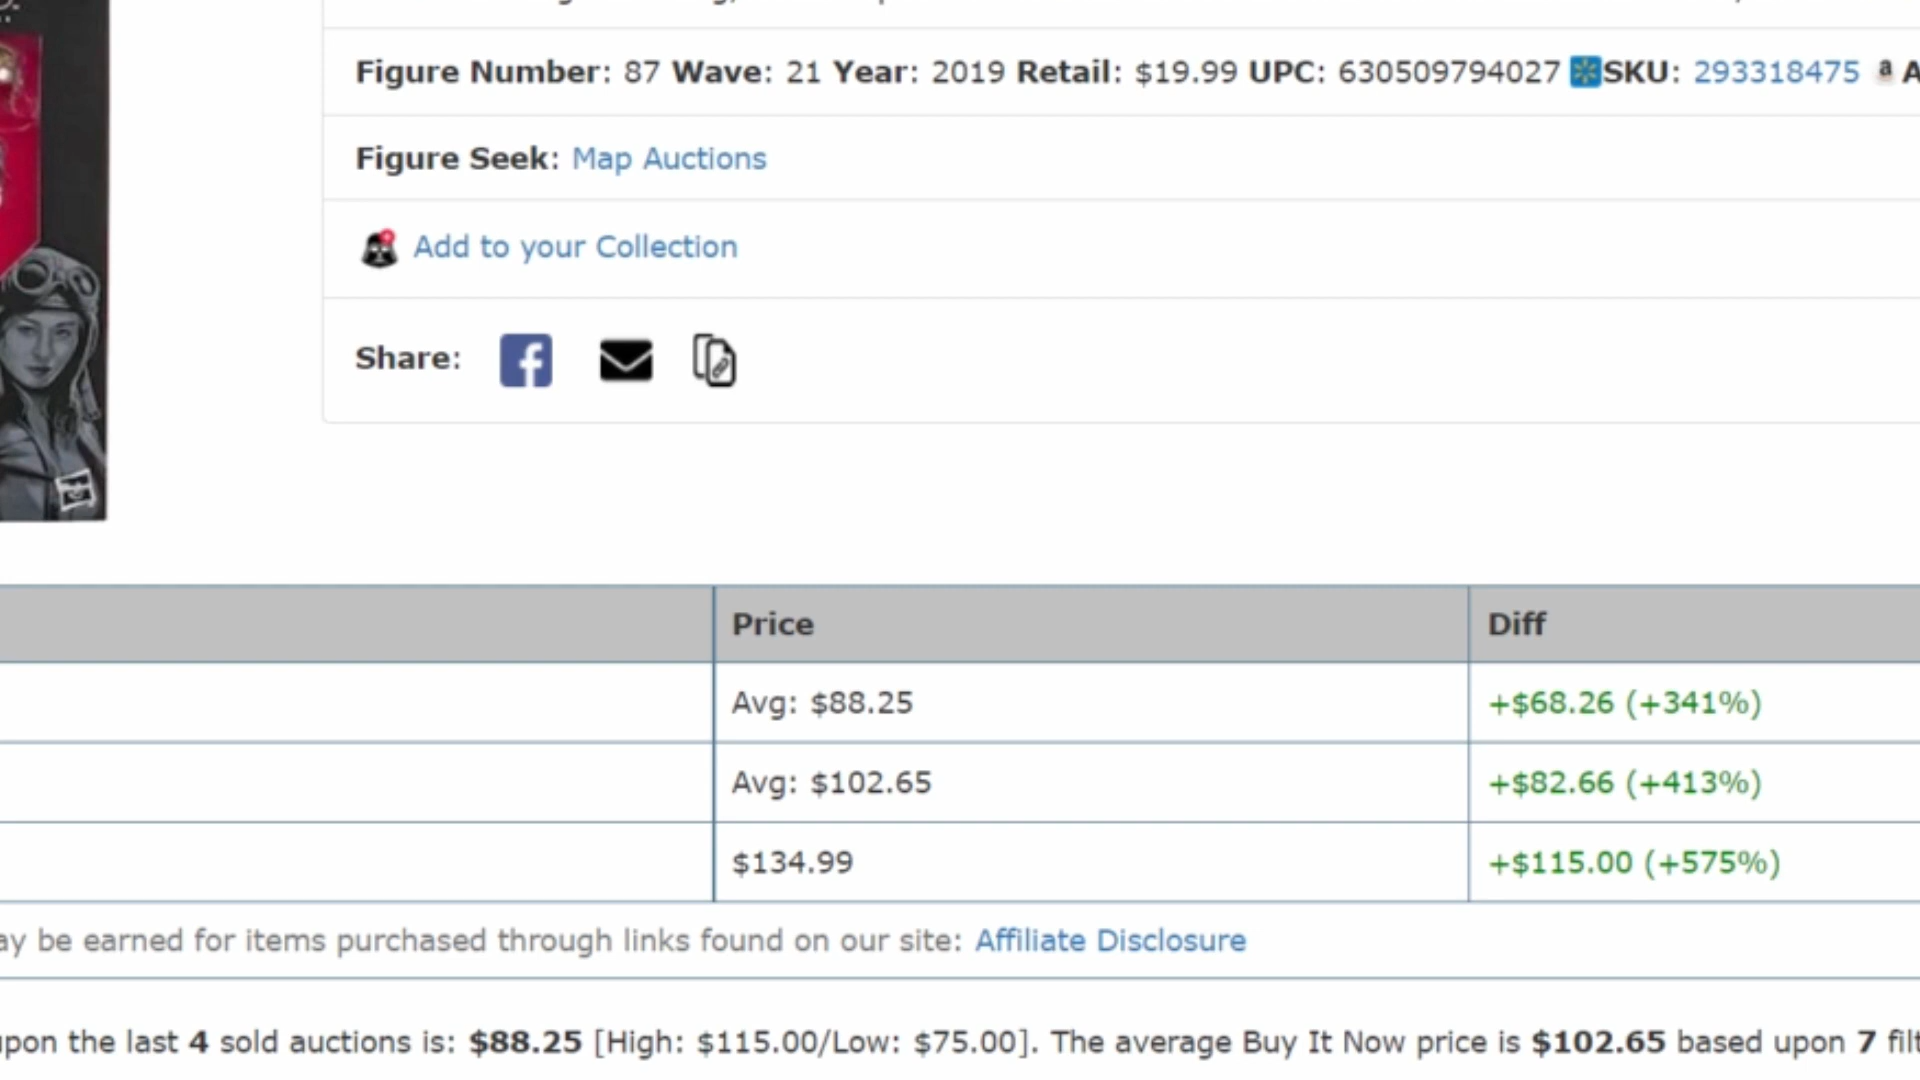 Figure Number: 87 Wave: 21 Year: 2019 Retail: $19.99 UPC: 630509794027 SKU: 293318475
Figure Seek: Map Auctions
Add to your Collection
Share:
Price Diff
Avg: $88.25 +$68.26 (+341%)
Avg: $102.65 +$82.66 (+413%)
$134.99 +$115.00 (+575%)
be earned for items purchased through links found on our site: Affiliate Disclosure
the last 4 sold auctions is: $88.25 [High: $115.00/Low: $75.00]. The average Buy It Now price is $102.65 based upon 7